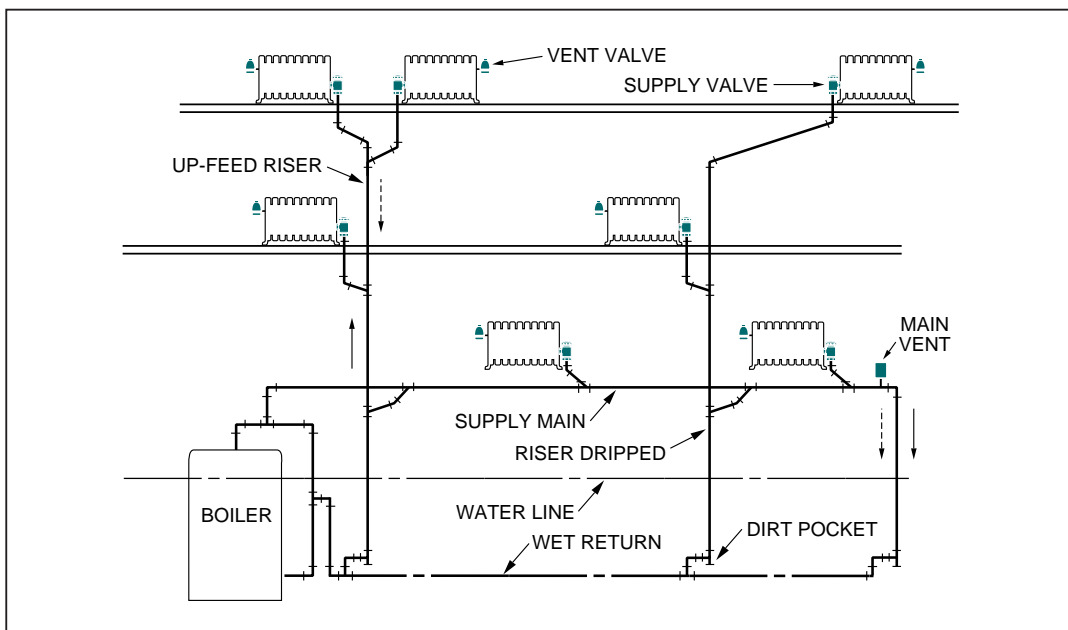 VENT VALVE
SUPPLY VALVE
UP-FEED RISER
MAIN
VENT
SUPPLY MAIN
RISER DRIPPED
WATER LINE
BOILER
DIRT POCKET
WET RETURN